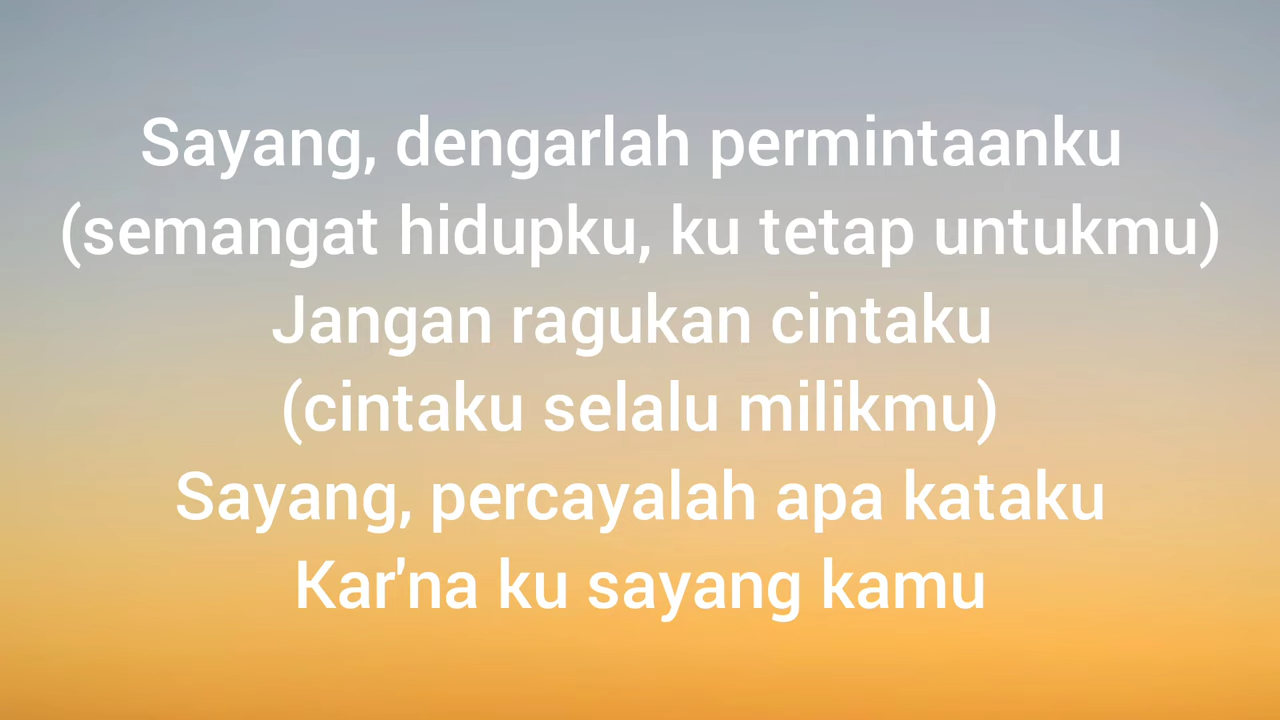 Sayang, dengarlah permintaanku
(semangat hidupku, ku tetap untukmu)
Jangan ragukan cintaku
(cintaku selalu milikmu)
Sayang, percayalah apa kataku
Kar'na ku sayang kamu